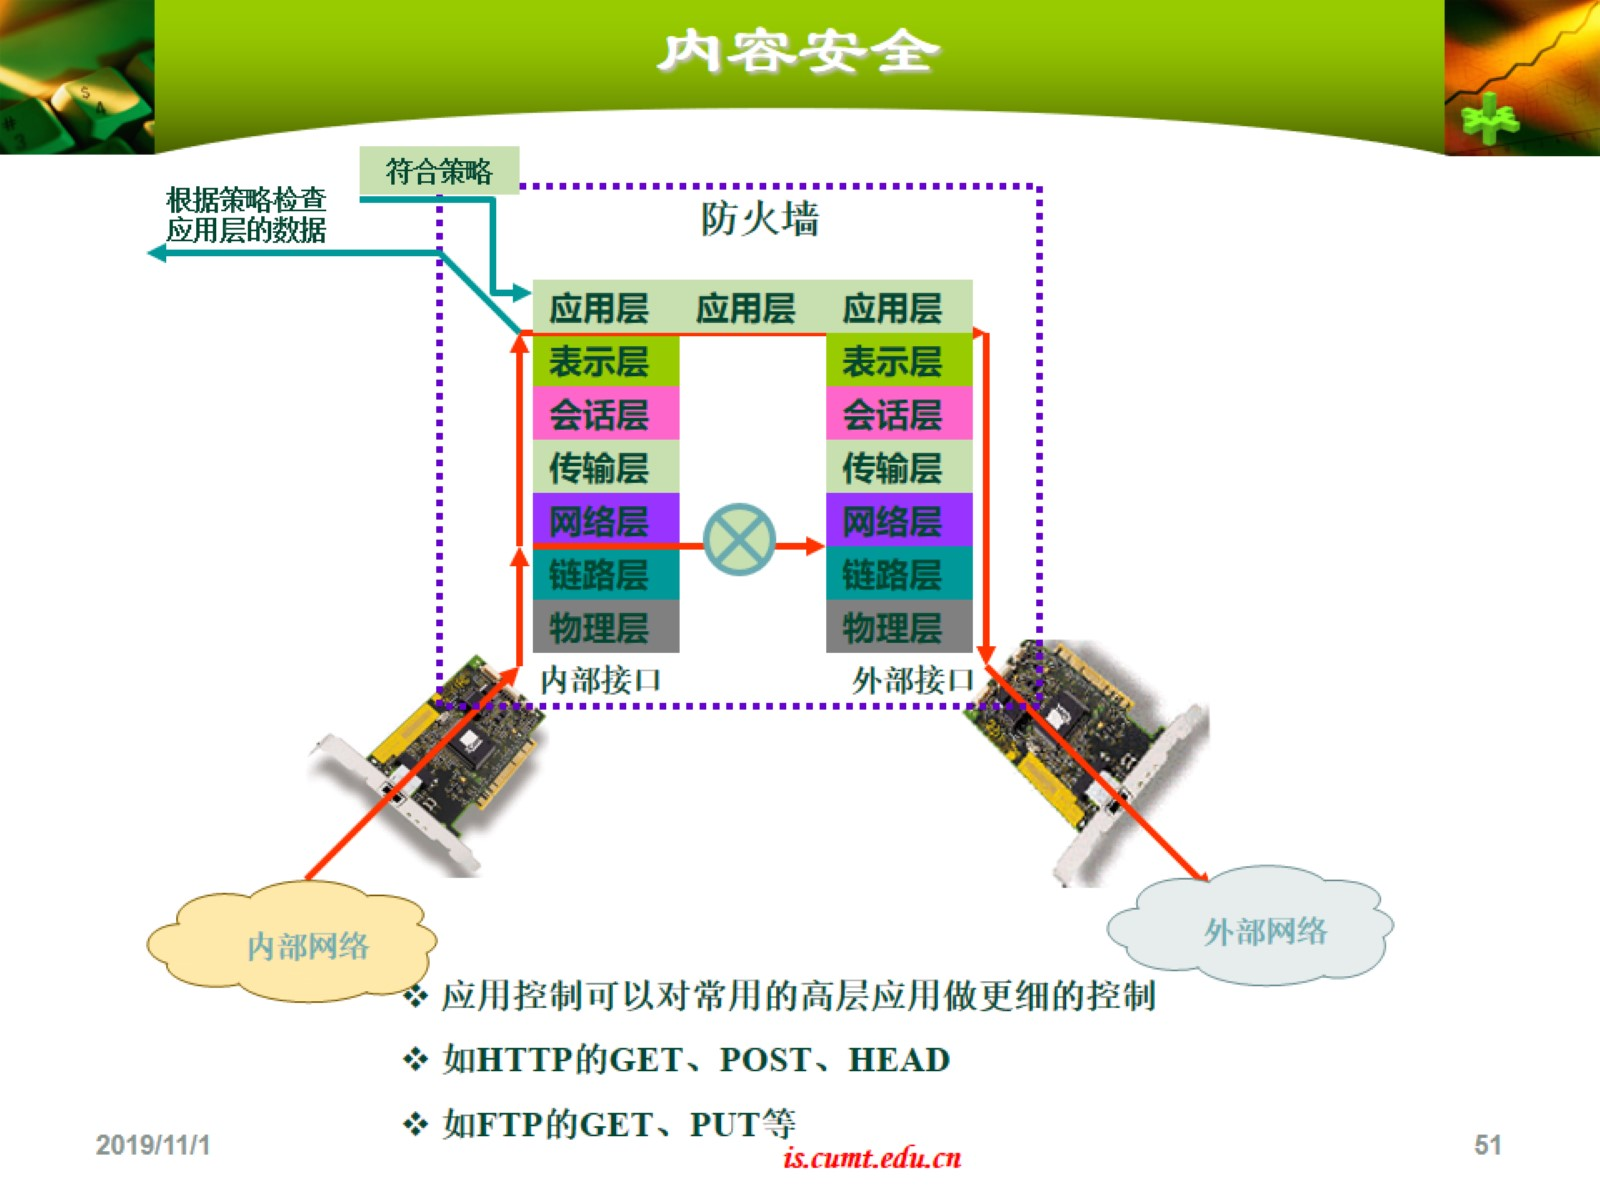 内容安全
符合策略
根据策略检查
应用层的数据
防火墙
应用层 应用层 应用层
表示层 表示层
会话层 会话层
传输层 传输层
网络层 网络层
链路层 链路层
物理层 物理层
内部接口 外部接口
内部网络
外部网络
❖ 应用控制可以对常用的高层应用做更细的控制
❖ 如HTTP的GET、POST、HEAD
❖ 如FTP的GET、PUT等
2019/11/1
is.cumt.edu.cn
51